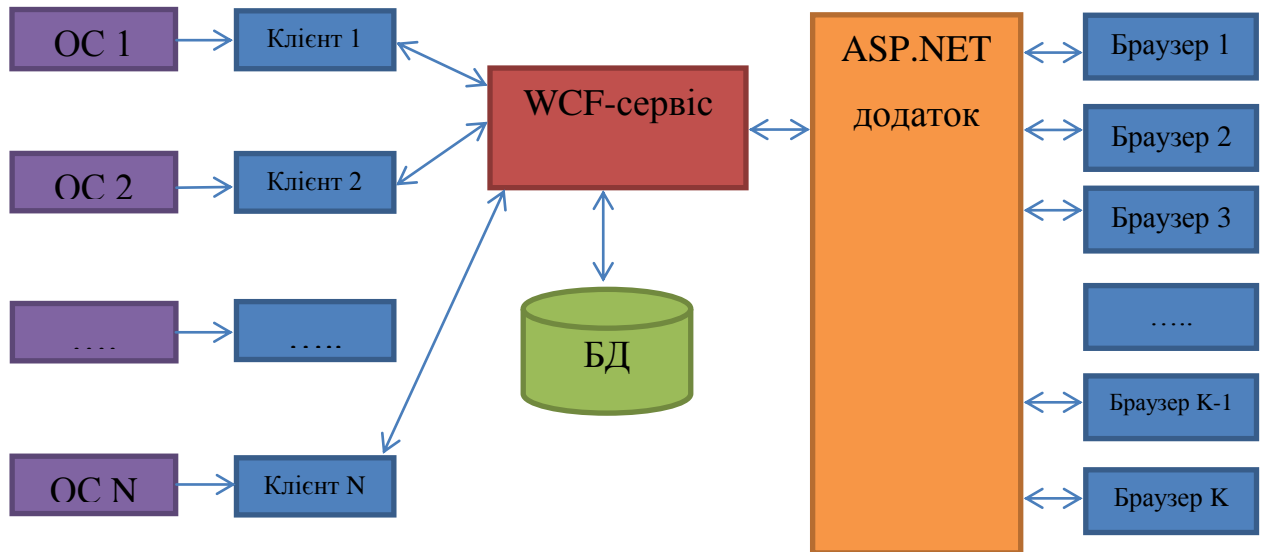 ОС 1
Клієнт 1
WCF-сервіс
ASP.NET
додаток
Браузер 1
ОС 2
Клієнт 2
Браузер 2
Браузер 3
….
…..
БД
…..
Браузер K-1
ОС N
Клієнт N
Браузер K